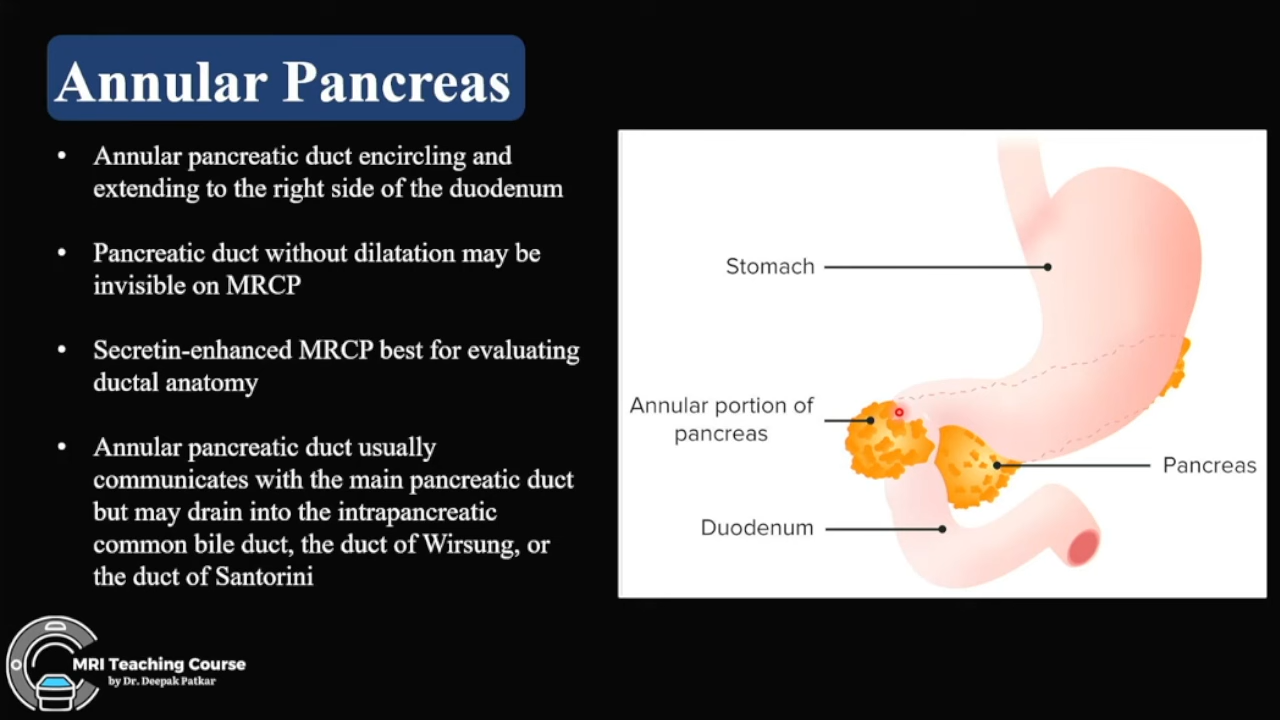 Annular Pancreas
• Annular pancreatic duct encircling and
extending to the right side of the duodenum
• Pancreatic duct without dilatation may be
invisible on MRCP
• Secretin-enhanced MRCP best for evaluating
ductal anatomy
• Annular pancreatic duct usually
communicates with the main pancreatic duct
but may drain into the intrapancreatic
common bile duct, the duct of Wirsung, or
the duct of Santorini
Stomach
Annular portion of
pancreas
Pancreas
Duodenum
MRI Teaching Course
by Dr. Deepak Patkar